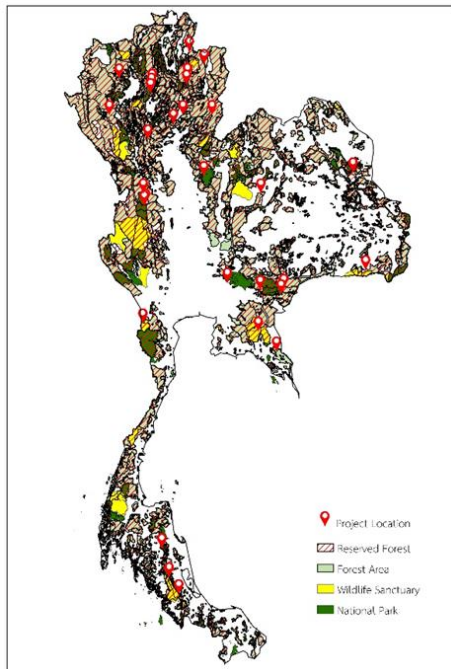 Project Location
Reserved Forest
Forest Area
Wildlife Sanctuary
National Park